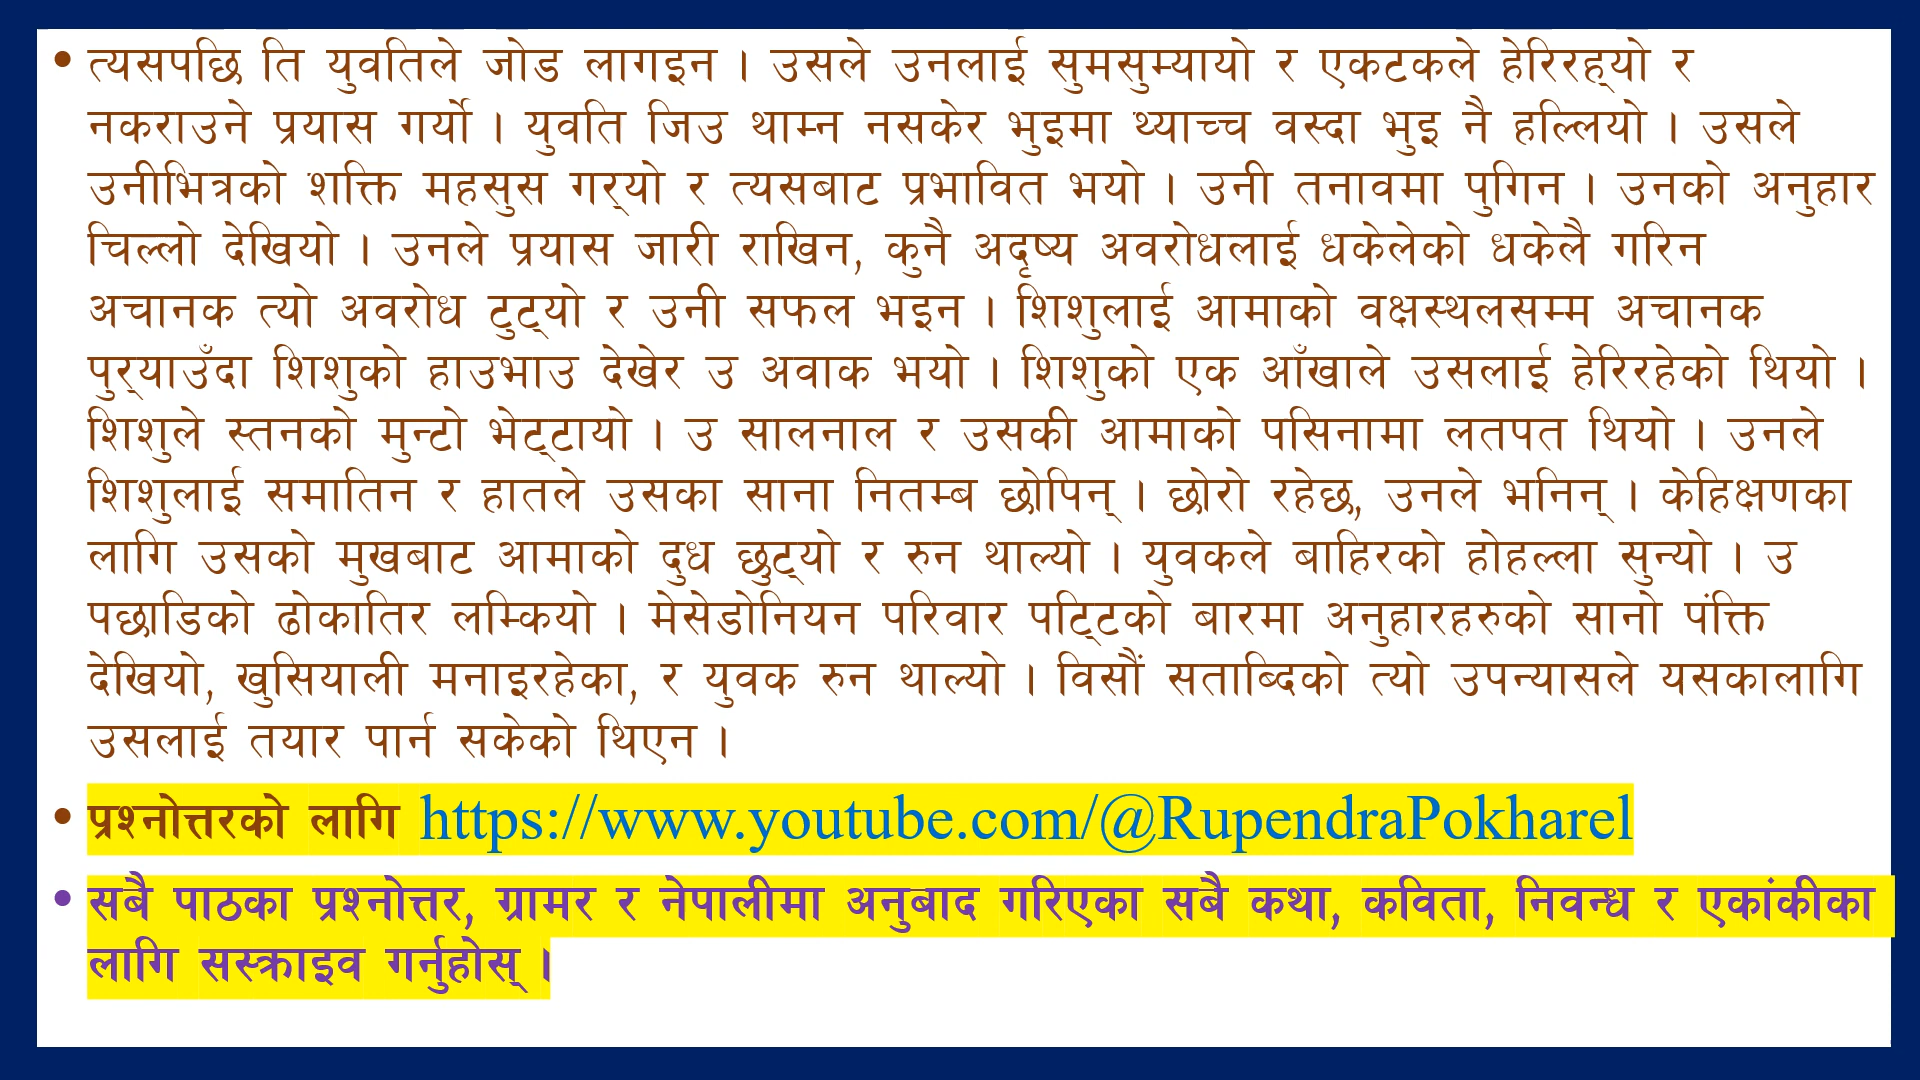 • त्यसपछि ति युवतिले जोड लागइन । उसले उनलाई सुमसुम्यायो र एकटकले हेरिरह्यो र
नकराउने प्रयास गर्यो । युवति जिउ थाम्न नसकेर भुइमा थ्याच्च वस्दा भुइ नै हल्लियो । उसले
उनीभित्रको शक्ति महसुस गर्‍यो र त्यसबाट प्रभावित भयो । उनी तनावमा पुगिन । उनको अनुहार
चिल्लो देखियो । उनले प्रयास जारी राखिन, कुनै अदृष्य अवरोधलाई धकेलेको धकेलै गरिन
अचानक त्यो अवरोध टुट्यो र उनी सफल भइन । शिशुलाई आमाको वक्षस्थलसम्म अचानक
पुर्‍याउँदा शिशुको हाउभाउ देखेर उ अवाक भयो । शिशुको एक आँखाले उसलाई हेरिरहेको थियो ।
शिशुले स्तनको मुन्टो भेट्टायो । उ सालनाल र उसकी आमाको पसिनामा लतपत थियो । उनले
शिशुलाई समातिन र हातले उसका साना नितम्ब छोपिन् । छोरो रहेछ, उनले भनिन् । केहिक्षणका
लागि उसको मुखबाट आमाको दुध छुट्यो र रुन थाल्यो । युवकले बाहिरको होहल्ला सुन्यो । उ
पछाडिको ढोकातिर लम्कियो । मेसेडोनियन परिवार पट्टिको बारमा अनुहारहरुको सानो पंक्ति
देखियो, खुसियाली मनाइरहेका, र युवक रुन थाल्यो । विसौं सताब्दिको त्यो उपन्यासले यसकालागि
उसलाई तयार पार्न सकेको थिएन ।
• प्रश्नोत्तरको लागि https://www.youtube.com/@RupendraPokharel
• सबै पाठका प्रश्नोत्तर, ग्रामर र नेपालीमा अनुबाद गरिएका सबै कथा, कविता, निवन्ध र एकांकीका
लागि सस्क्राइव गर्नुहोस् ।